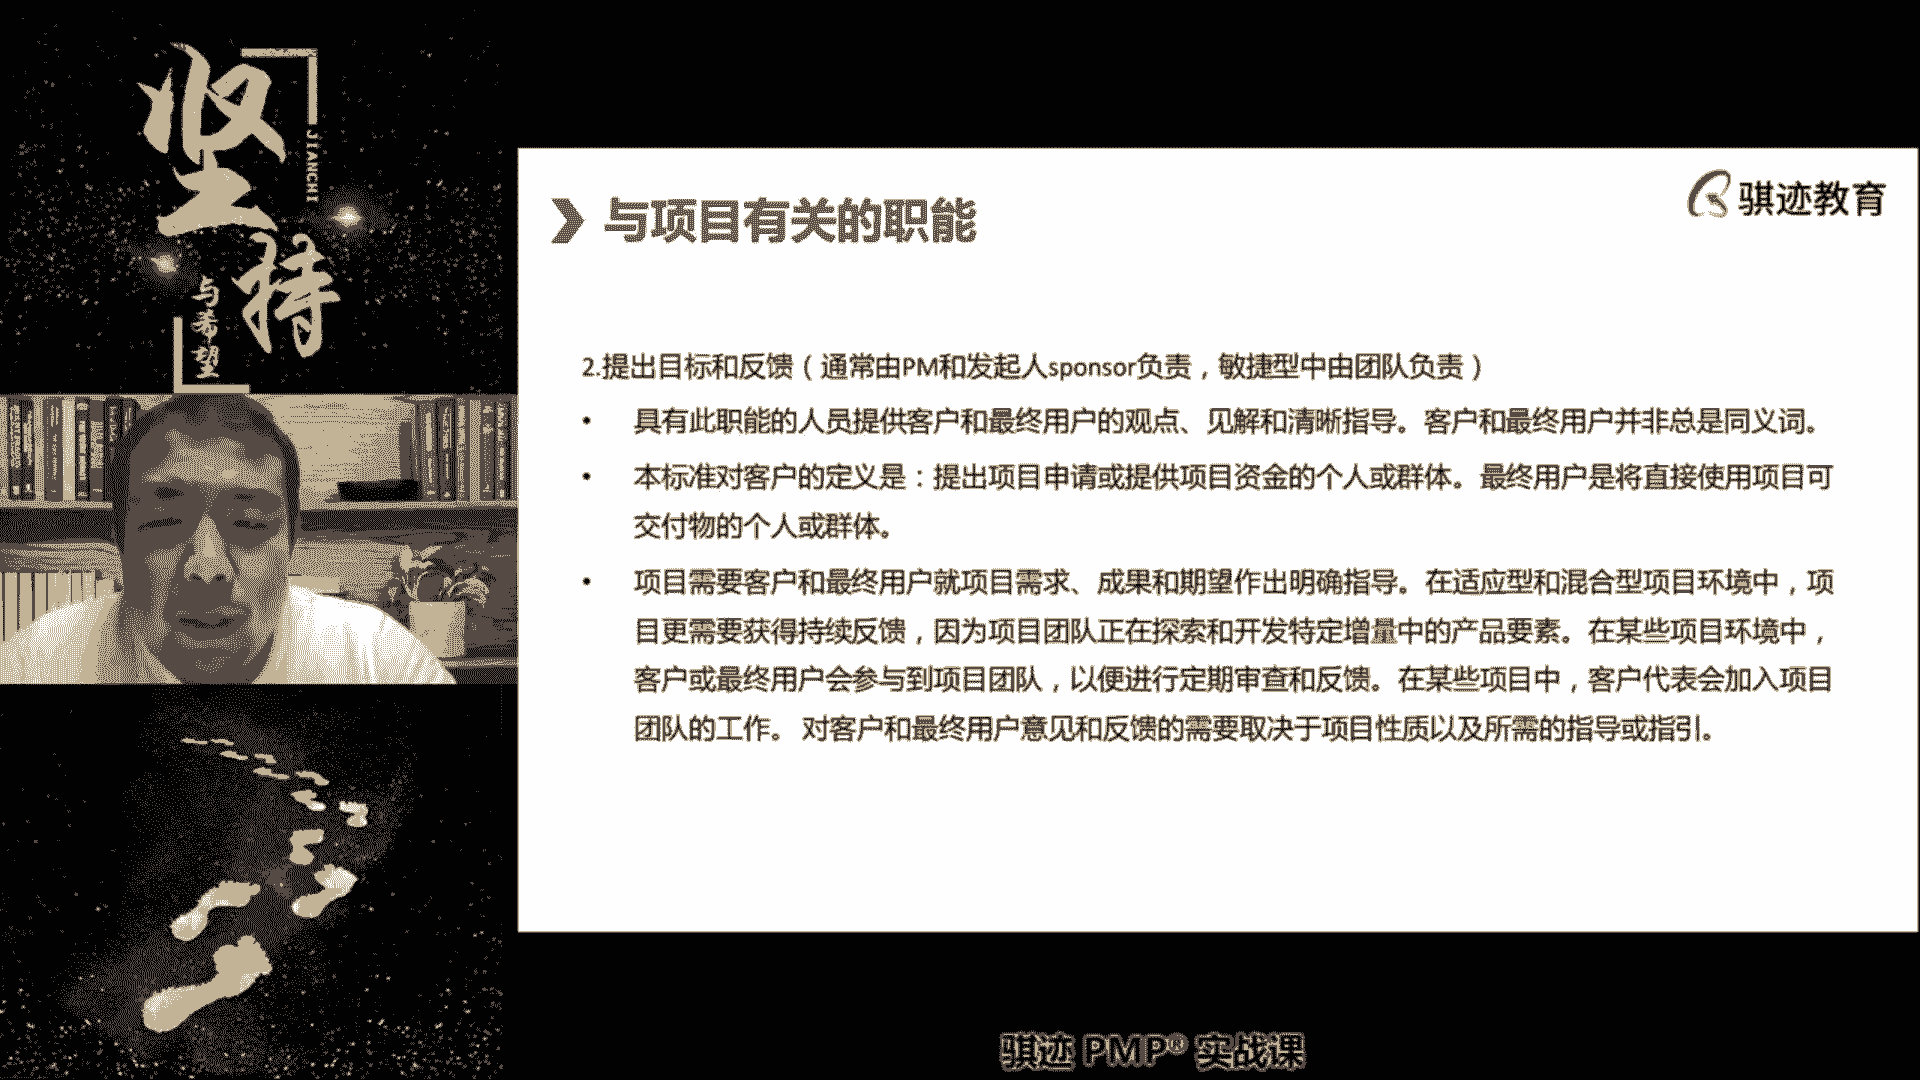 坚持
JIANCHI
与希望
与项目有关的职能
骐迹教育
2.提出目标和反馈（通常由PM和发起人sponsor负责，敏捷型中由团队负责）
• 具有此职能的人员提供客户和最终用户的观点、见解和清晰指导。客户和最终用户并非总是同义词。
• 本标准对客户的定义是：提出项目申请或提供项目资金的个人或群体。最终用户是将直接使用项目可
交付物的个人或群体。
• 项目需要客户和最终用户就项目需求、成果和期望作出明确指导。在适应型和混合型项目环境中，项
目更需要获得持续反馈，因为项目团队正在探索和开发特定增量中的产品要素。在某些项目环境中，
客户或最终用户会参与到项目团队，以便进行定期审查和反馈。在某些项目中，客户代表会加入项目
团队的工作。 对客户和最终用户意见和反馈的需要取决于项目性质以及所需的指导或指引。
骐迹 PMP® 实战课